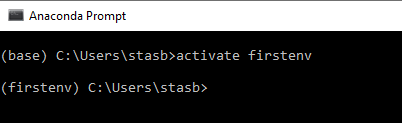 Anaconda Prompt
(base) C:\Users\stasb>activate firstenv
(firstenv) C:\Users\stasb>